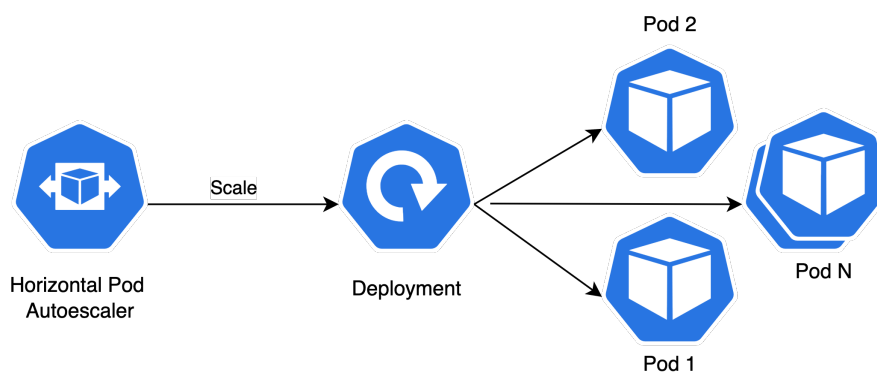 Pod 2
Scale
Horizontal Pod
Autoescaler
Deployment
Pod N
Pod 1